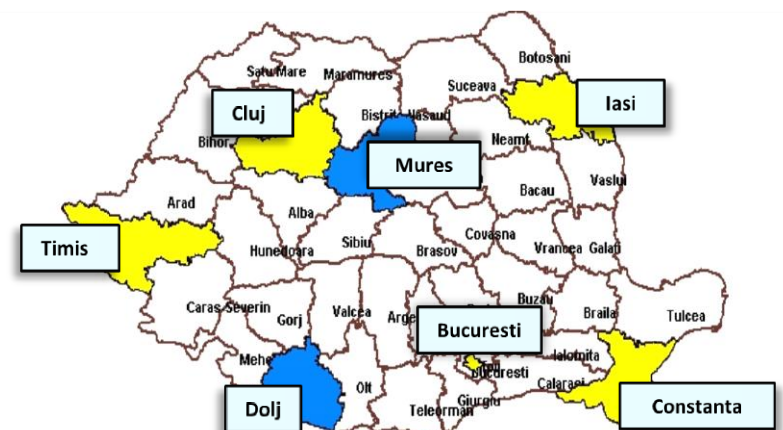 Botosani
Satu Mare
Maramures
Suceava
Cluj
Iasi
Bistrita Nasaud
Bihor
Neamt
Mures
Bacau
Vaslui
Arad
Alba
Timis
Hunedoara
Sibiu
Brasov
Covasna
Vrancea
Galati
Caras-Severin
Gorj
Valcea
Buzau
Braila
Tulcea
Bucuresti
Ialomita
Bucuresti
Calarasi
Olt
Giurgiu
Teleorman
Dolj
Constanta